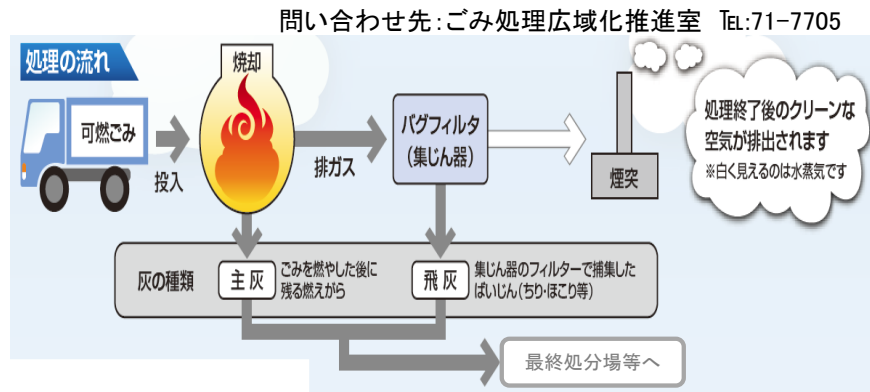 問い合わせ先:ごみ処理広域化推進室 ℡:71-7705
処理の流れ
可燃ごみ
投入
焼却
排ガス
バグフィルタ
(集じん器)
煙突
処理終了後のクリーンな
空気が排出されます
※白く見えるのは水蒸気です
灰の種類
主灰
ごみを燃やした後に
残る燃えがら
飛灰
集じん器のフィルターで捕集した
ばいじん(ちり・ほこり等)
最終処分場等へ